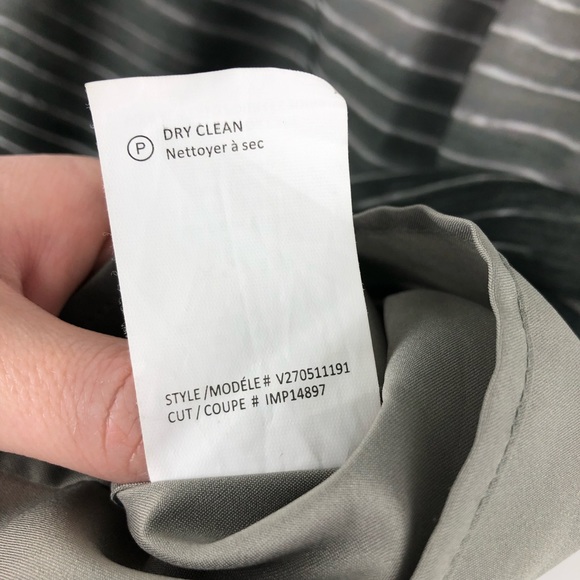 P DRY CLEAN
Nettoyer à sec
STYLE /MODÉLE # V270511191
CUT / COUPE # IMP14897